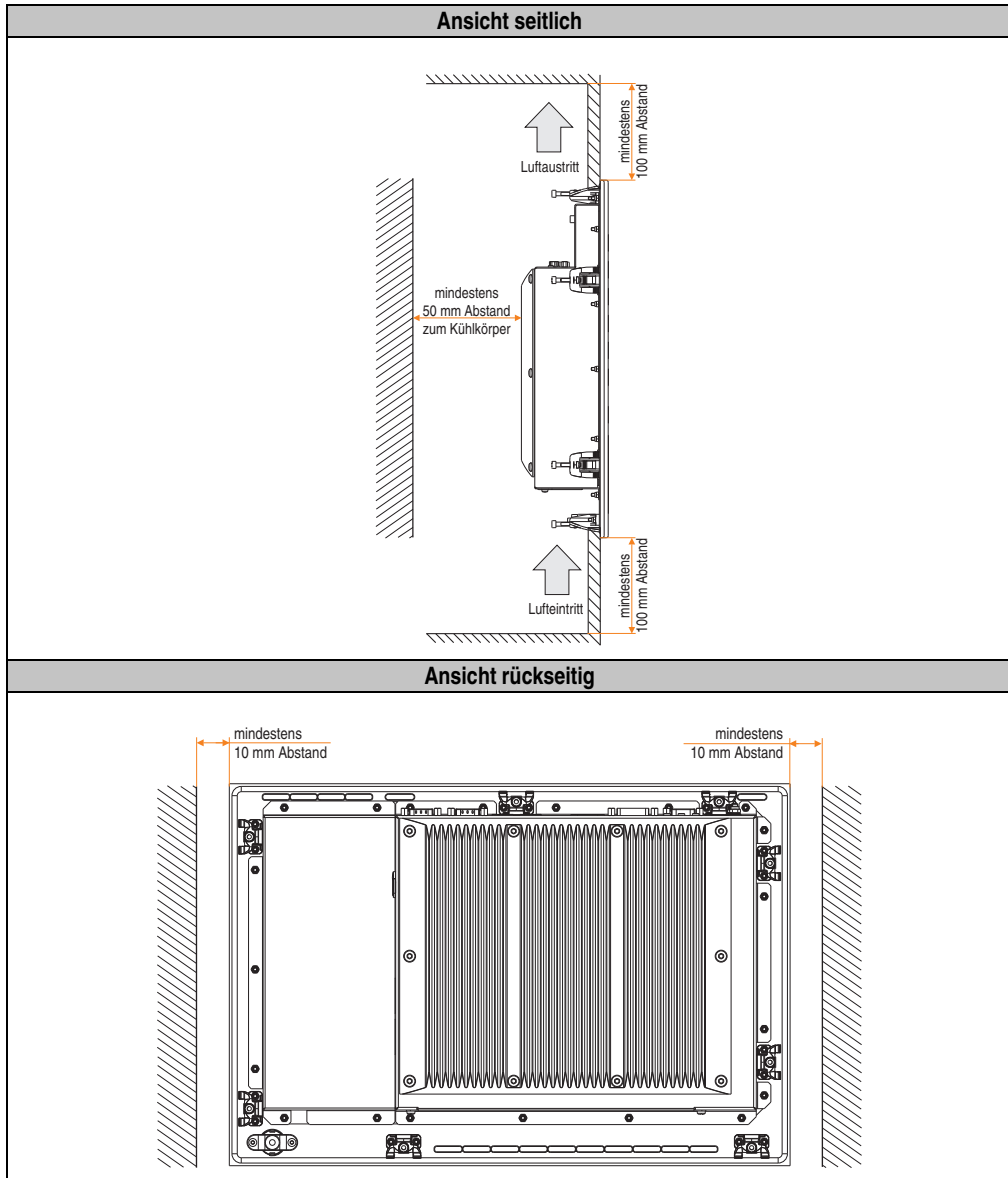 Ansicht seitlich
Luftaustritt
mindestens
100 mm Abstand
mindestens
50 mm Abstand
zum Kühlkörper
Lufteintritt
mindestens
100 mm Abstand
Ansicht rückseitig
mindestens
10 mm Abstand
mindestens
10 mm Abstand